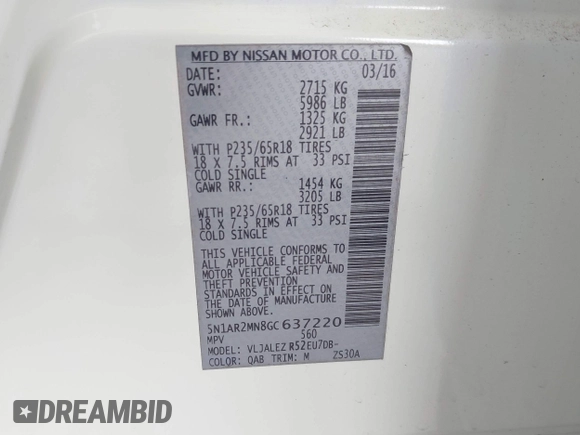 MFD BY NISSAN MOTOR CO., LTD.
DATE: 03/16
GVWR: 2715 KG
5986 LB
GAWR FR.: 1325 KG
2921 LB
WITH P235/65R18 TIRES
18 X 7.5 RIMS AT 33 PSI
COLD SINGLE
GAWR RR.: 1454 KG
3205 LB
WITH P235/65R18 TIRES
18 X 7.5 RIMS AT 33 PSI
COLD SINGLE
THIS VEHICLE CONFORMS TO
ALL APPLICABLE FEDERAL
MOTOR VEHICLE SAFETY AND
THEFT PREVENTION
STANDARDS IN EFFECT ON
THE DATE OF MANUFACTURE
SHOWN ABOVE.
5N1AR2MN8GC637220
MPV 560
MODEL: VLJALEZ R52EU7DB-
COLOR: QAB TRIM: M ZS30A
DREAMBID